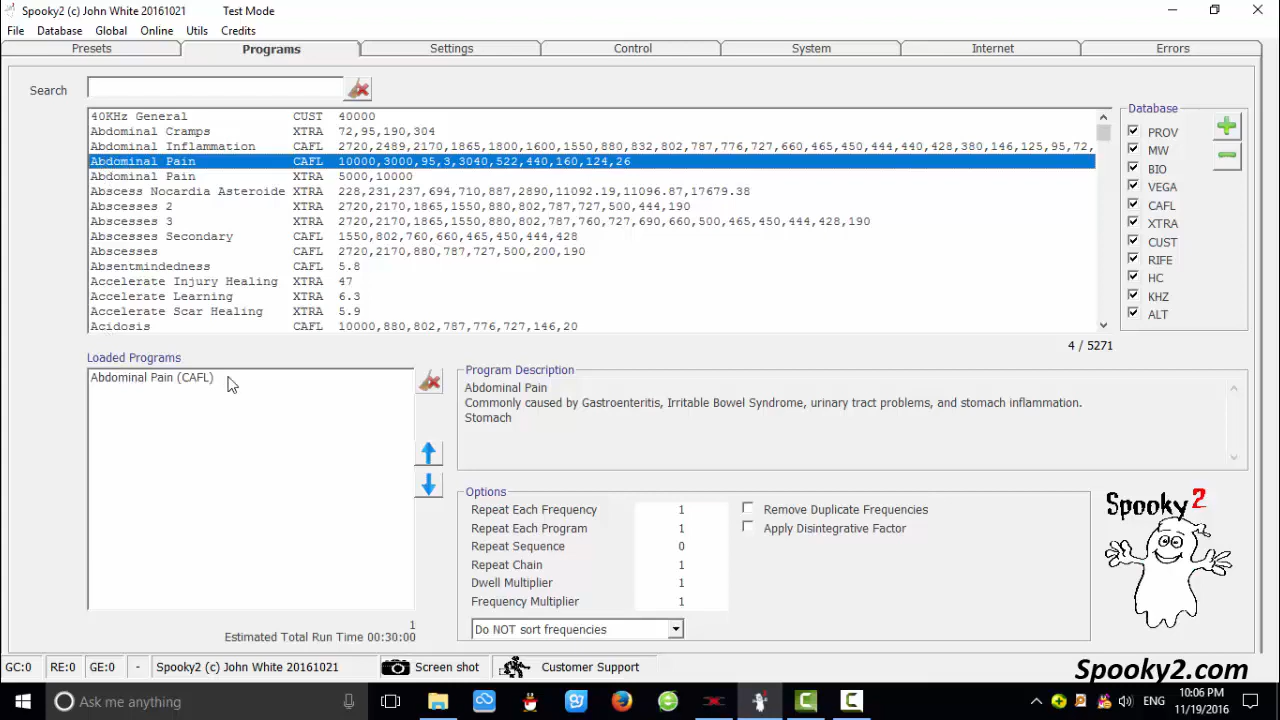 Spooky2 (c) John White 20161021 Test Mode
File Database Global Online Utils Credits
Presets Programs Settings Control System Internet Errors
Search
40KHz General CUST 40000
Abdominal Cramps XTRA 72,95,190,304
Abdominal Inflammation CAFL 2720,2489,2170,1865,1800,1600,1550,880,832,802,787,776,727,660,465,450,444,440,428,380,146,125,95,72,
Abdominal Pain CAFL 10000,3000,95,3,3040,522,440,160,124,26
Abdominal Pain XTRA 5000,10000
Abscess Nocardia Asteroide XTRA 228,231,237,694,710,887,2890,11092.19,11096.87,17679.38
Abscesses 2 XTRA 2720,2170,1865,1550,880,802,787,727,500,444,190
Abscesses 3 XTRA 2720,2170,1865,1550,880,802,787,760,727,690,660,500,465,450,444,428,190
Abscesses Secondary CAFL 1550,802,760,660,465,450,444,428
Abscesses CAFL 2720,2170,880,787,727,500,200,190
Absentmindedness CAFL 5.8
Accelerate Injury Healing XTRA 47
Accelerate Learning XTRA 6.3
Accelerate Scar Healing XTRA 5.9
Acidosis CAFL 10000,880,802,787,776,727,146,20
Database
PROV
MW
BIO
VEGA
CAFL
XTRA
CUST
RIFE
HC
KHZ
ALT
4 / 5271
Loaded Programs
Abdominal Pain (CAFL)
1
Estimated Total Run Time 00:30:00
Program Description
Abdominal Pain
Commonly caused by Gastroenteritis, Irritable Bowel Syndrome, urinary tract problems, and stomach inflammation.
Stomach
Options
Repeat Each Frequency 1
Repeat Each Program 1
Repeat Sequence 0
Repeat Chain 1
Dwell Multiplier 1
Frequency Multiplier 1
Do NOT sort frequencies
Remove Duplicate Frequencies
Apply Disintegrative Factor
Spooky2
GC:0 RE:0 GE:0 - Spooky2 (c) John White 20161021 Screen shot Customer Support
Spooky2.com
Ask me anything
ENG
10:06 PM
11/19/2016